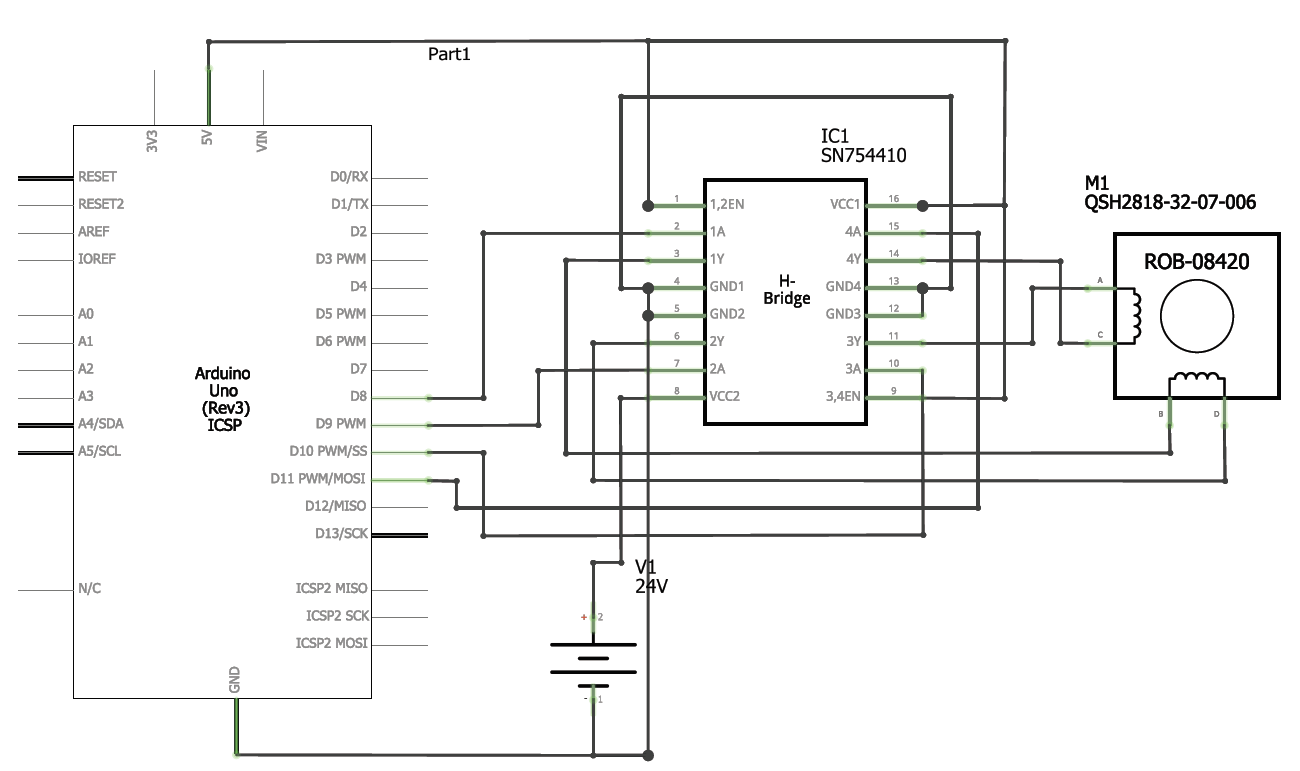 Part1
3V3
5V
VIN
RESET
RESET2
AREF
IOREF
A0
A1
A2
A3
A4/SDA
A5/SCL
N/C
Arduino
Uno
(Rev3)
ICSP
D0/RX
D1/TX
D2
D3 PWM
D4
D5 PWM
D6 PWM
D7
D8
D9 PWM
D10 PWM/SS
D11 PWM/MOSI
D12/MISO
D13/SCK
ICSP2 MISO
ICSP2 SCK
ICSP2 MOSI
GND
IC1
SN754410
1 1,2EN
2 1A
3 1Y
4 GND1
5 GND2
6 2Y
7 2A
8 VCC2
H-
Bridge
VCC1 16
4A 15
4Y 14
GND4 13
GND3 12
3Y 11
3A 10
3,4EN 9
M1
QSH2818-32-07-006
ROB-08420
A
C
B
D
V1
24V
+ 2
- 1